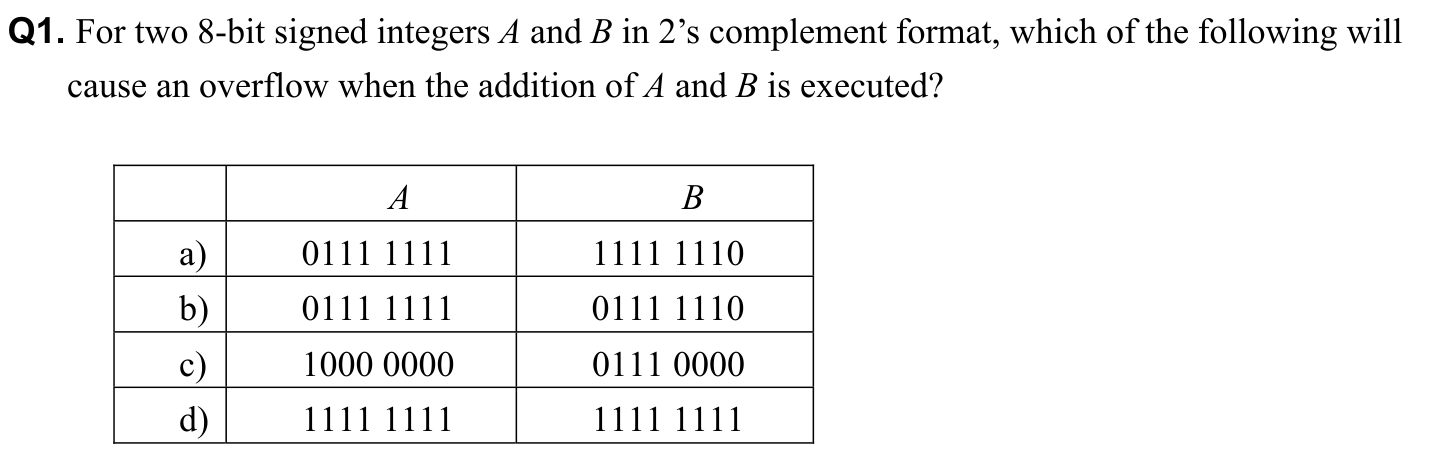 Q1. For two 8-bit signed integers A and B in 2’s complement format, which of the following will
cause an overflow when the addition of A and B is executed?
A B
a) 0111 1111 1111 1110
b) 0111 1111 0111 1110
c) 1000 0000 0111 0000
d) 1111 1111 1111 1111